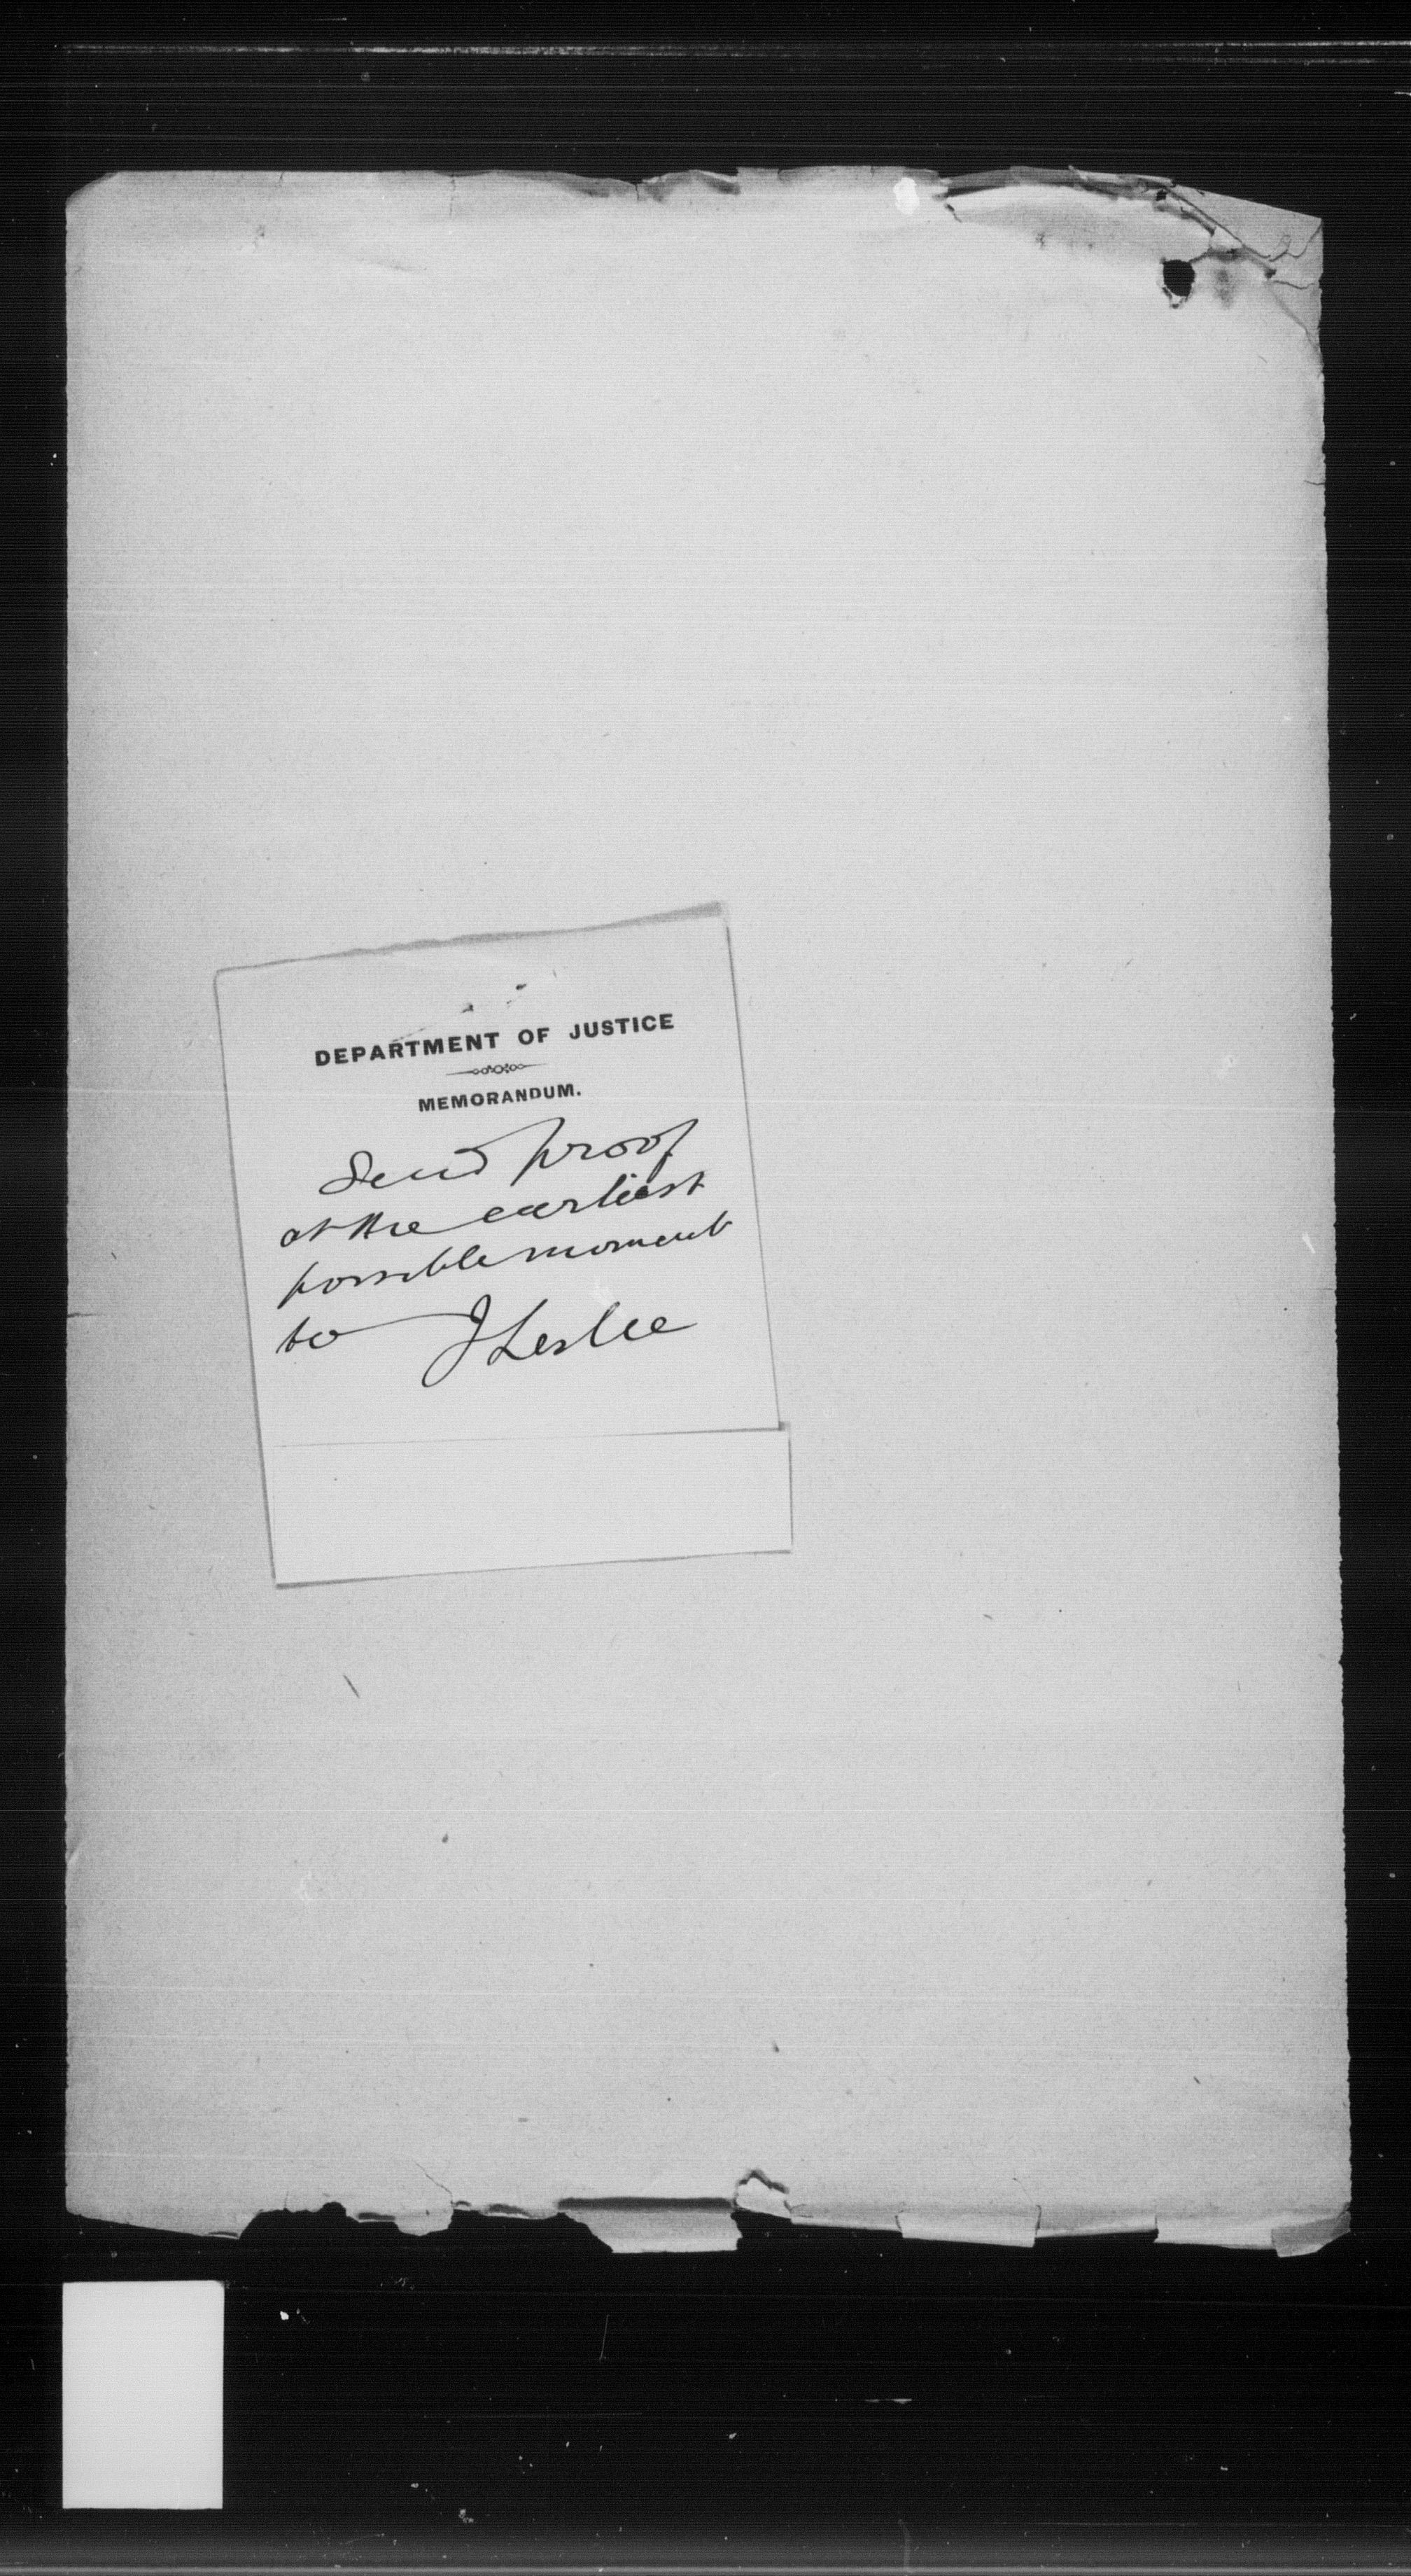 DEPARTMENT OF JUSTICE
MEMORANDUM.
Send proof
at the earliest
possible moment
to J Leslie